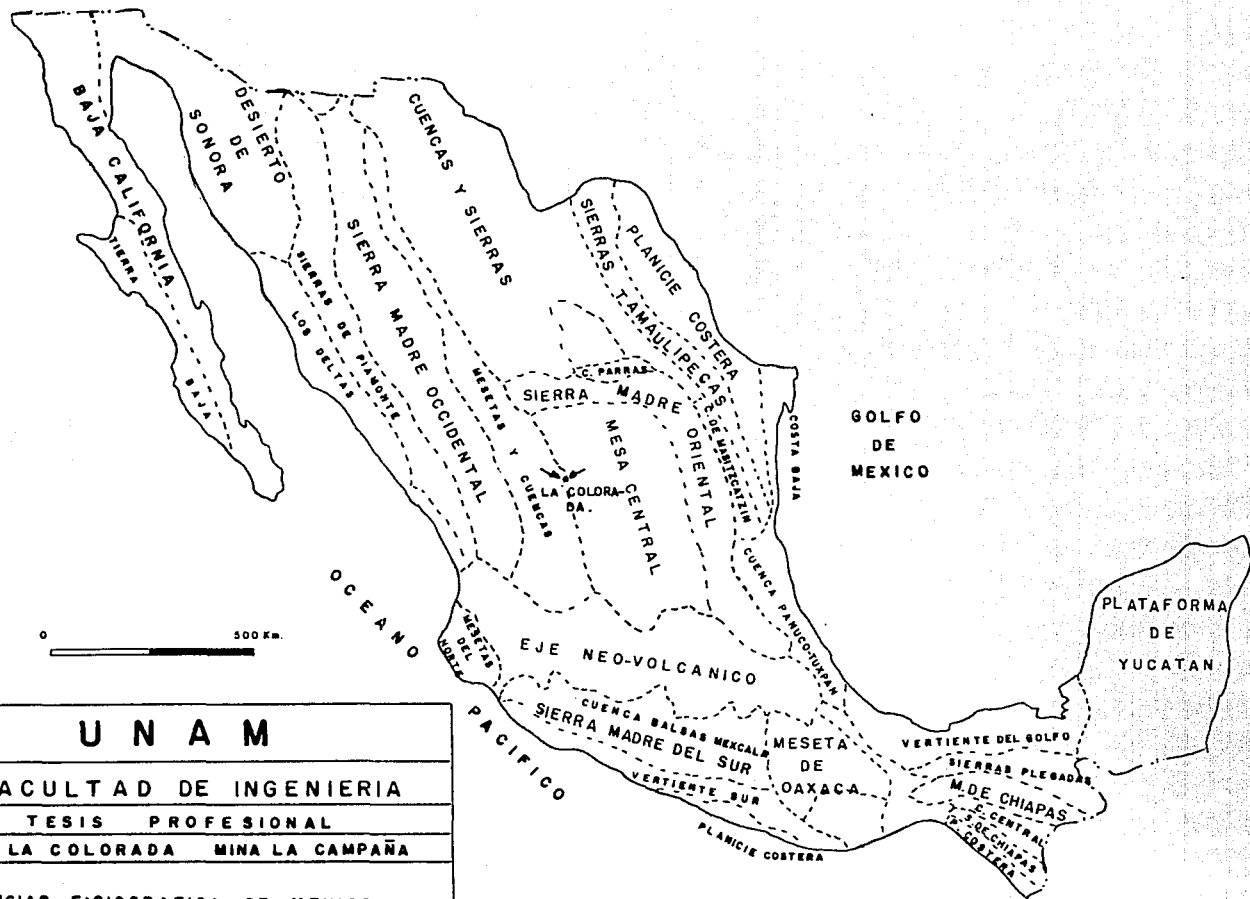 BAJA CALIFORNIA
TIERRA BAJA
DESIERTO
DE
SONORA
CUENCAS Y SIERRAS
SIERRA MADRE OCCIDENTAL
SIERRAS DE PIAMONTE
LOS DELTAS
MESETAS Y CUENCAS
SIERRAS TAMAULIPECAS
PLANICIE COSTERA
C. PARRAS
SIERRA MADRE ORIENTAL
MESA CENTRAL
LA COLORA-
DA.
COSTA BAJA
GOLFO
DE
MEXICO
CUENCA PANUCO-TUXPAN
OCEANO PACIFICO
0 500 Km.
MESETAS
DEL
NORTE
EJE NEO-VOLCANICO
CUENCA BALSAS MEXCALA
SIERRA MADRE DEL SUR
VERTIENTE SUR
PLANICIE COSTERA
MESETA
DE
OAXACA
PLATAFORMA
DE
YUCATAN
VERTIENTE DEL GOLFO
SIERRAS PLEGADAS
M. DE CHIAPAS
C. CENTRAL
S. DE CHIAPAS
P. COSTERA
UNAM
ACULTAD DE INGENIERIA
TESIS PROFESIONAL
LA COLORADA MINA LA CAMPAÑA